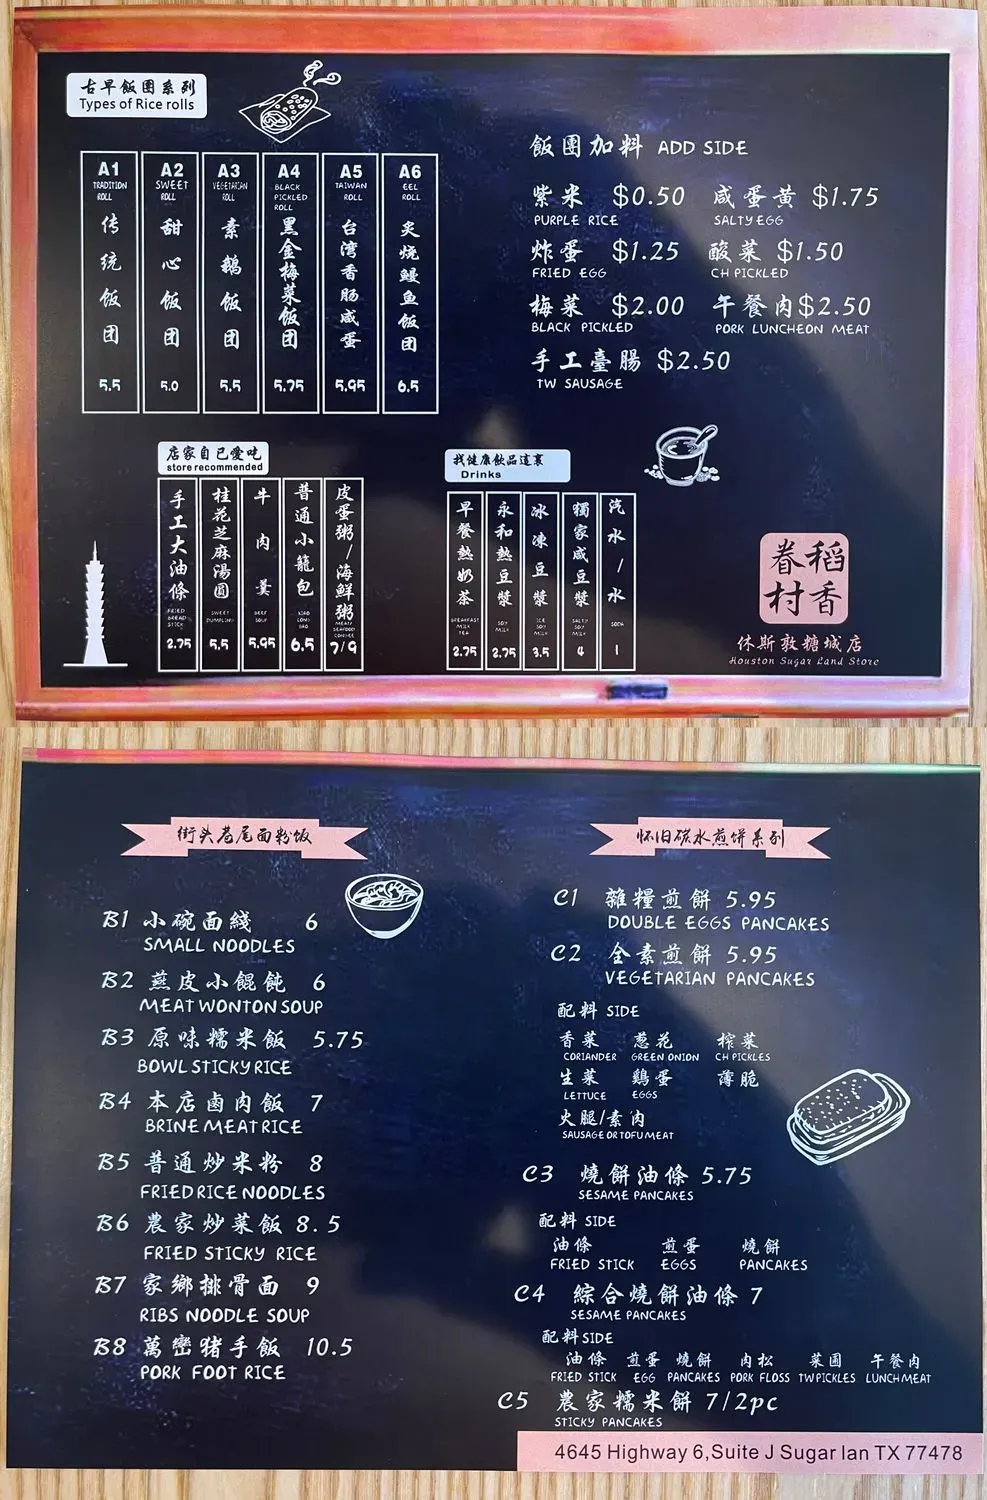 古早飯團系列
Types of Rice rolls
A1
TRADITION
ROLL
传统饭团
5.5
A2
SWEET
ROLL
甜心饭团
5.0
A3
VEGETARIAN
ROLL
素鵝饭团
5.5
A4
BLACK
PICKLED
ROLL
黑金梅菜饭团
5.75
A5
TAIWAN
ROLL
台湾香肠咸蛋
5.95
A6
EEL
ROLL
炙烧鳗鱼饭团
6.5
飯團加料 ADD SIDE
紫米 $0.50 咸蛋黄 $1.75
PURPLE RICE SALTY EGG
炸蛋 $1.25 酸菜 $1.50
FRIED EGG CH PICKLED
梅菜 $2.00 午餐肉$2.50
BLACK PICKLED PORK LUNCHEON MEAT
手工臺腸 $2.50
TW SAUSAGE
店家自己愛吃
store recommended
手工大油條
FRIED
BREAD
STICK
2.75
桂花芝麻湯圓
SWEET
DUMPLING
5.5
牛肉羹
BEEF
SOUP
5.95
普通小籠包
XIAO
LONG
BAO
6.5
皮蛋粥/海鮮粥
MEAT/
SEAFOOD
CONGEE
7/9
找健康飲品這裏
Drinks
早餐熱奶茶
BREAKFAST
MILK
TEA
2.75
永和熱豆漿
SOY
MILK
2.75
冰凍豆漿
ICE
SOY
MILK
3.5
獨家咸豆漿
SALTY
SOY
MILK
4
汽水/水
SODA
1
稻香
眷村
休斯敦糖城店
Houston Sugar Land Store
街头巷尾面粉饭
B1 小碗面綫 6
SMALL NOODLES
B2 燕皮小餛飩 6
MEAT WONTON SOUP
B3 原味糯米飯 5.75
BOWL STICKY RICE
B4 本店鹵肉飯 7
BRINE MEAT RICE
B5 普通炒米粉 8
FRIED RICE NOODLES
B6 農家炒菜飯 8.5
FRIED STICKY RICE
B7 家鄉排骨面 9
RIBS NOODLE SOUP
B8 萬巒猪手飯 10.5
PORK FOOT RICE
怀旧碳水煎饼系列
C1 雜糧煎餅 5.95
DOUBLE EGGS PANCAKES
C2 全素煎餅 5.95
VEGETARIAN PANCAKES
配料 SIDE
香菜 葱花 榨菜
CORIANDER GREEN ONION CH PICKLES
生菜 鷄蛋 薄脆
LETTUCE EGGS
火腿/素肉
SAUSAGE OR TOFU MEAT
C3 燒餅油條 5.75
SESAME PANCAKES
配料 SIDE
油條 煎蛋 燒餅
FRIED STICK EGGS PANCAKES
C4 綜合燒餅油條 7
SESAME PANCAKES
配料 SIDE
油條 煎蛋 燒餅 肉松 菜圃 午餐肉
FRIED STICK EGG PANCAKES PORK FLOSS TW PICKLES LUNCH MEAT
C5 農家糯米餅 7/2pc
STICKY PANCAKES
4645 Highway 6,Suite J Sugar lan TX 77478